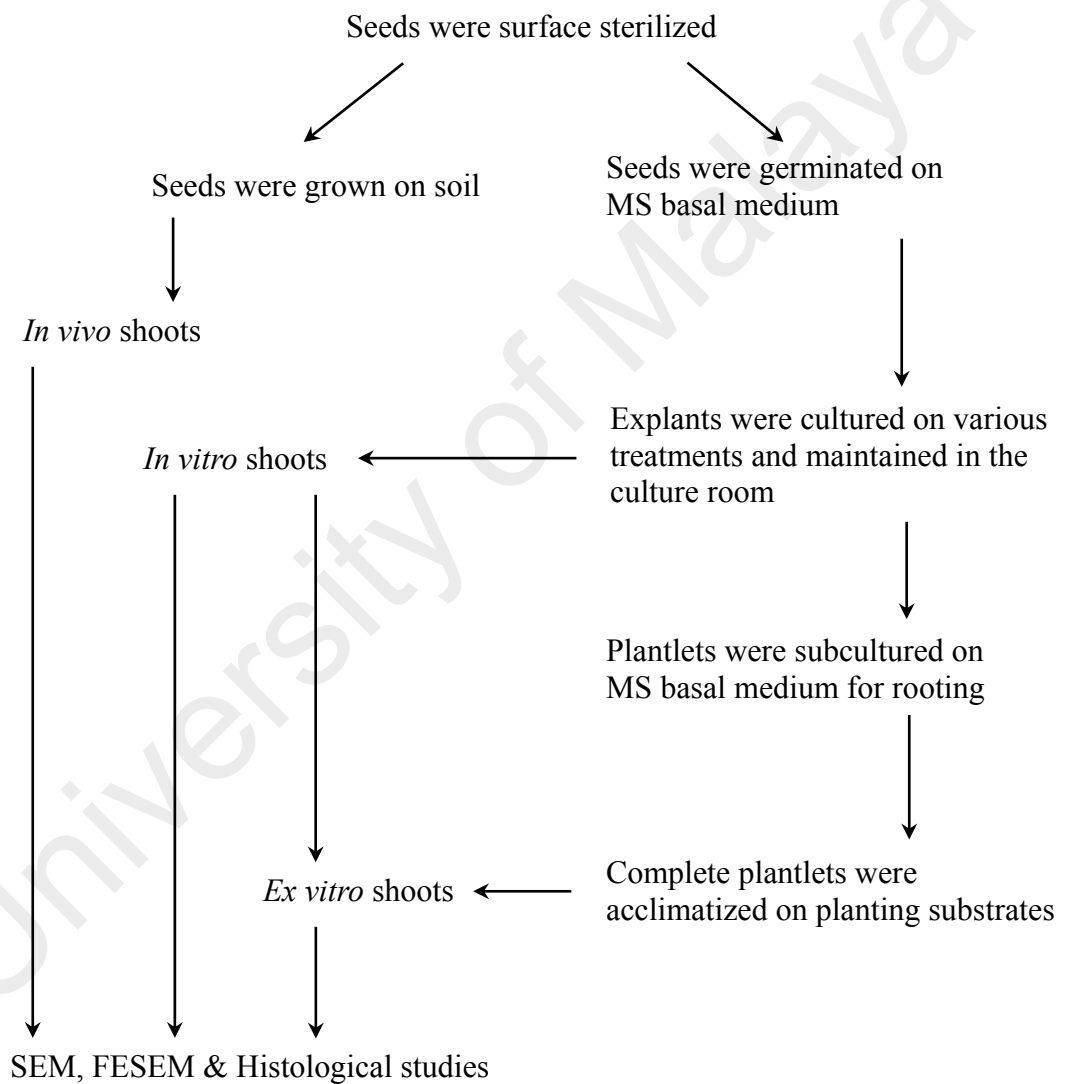 Seeds were surface sterilized
Seeds were grown on soil
Seeds were germinated on
MS basal medium
In vivo shoots
Explants were cultured on various
treatments and maintained in the
culture room
In vitro shoots
Plantlets were subcultured on
MS basal medium for rooting
Complete plantlets were
acclimatized on planting substrates
Ex vitro shoots
SEM, FESEM & Histological studies
University of Malaya